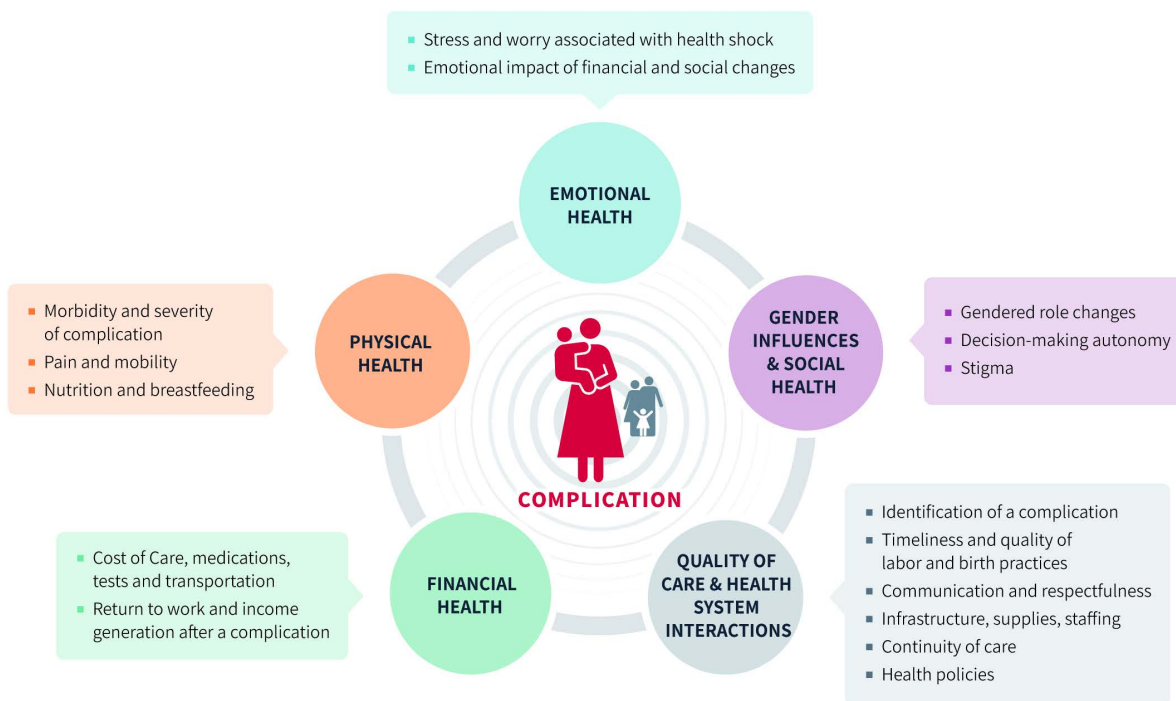 ▪ Stress and worry associated with health shock
▪ Emotional impact of financial and social changes
EMOTIONAL
HEALTH
▪ Morbidity and severity
of complication
▪ Pain and mobility
▪ Nutrition and breastfeeding
PHYSICAL
HEALTH
GENDER
INFLUENCES
& SOCIAL
HEALTH
▪ Gendered role changes
▪ Decision-making autonomy
▪ Stigma
COMPLICATION
▪ Cost of Care, medications,
tests and transportation
▪ Return to work and income
generation after a complication
FINANCIAL
HEALTH
QUALITY OF
CARE & HEALTH
SYSTEM
INTERACTIONS
▪ Identification of a complication
▪ Timeliness and quality of
labor and birth practices
▪ Communication and respectfulness
▪ Infrastructure, supplies, staffing
▪ Continuity of care
▪ Health policies